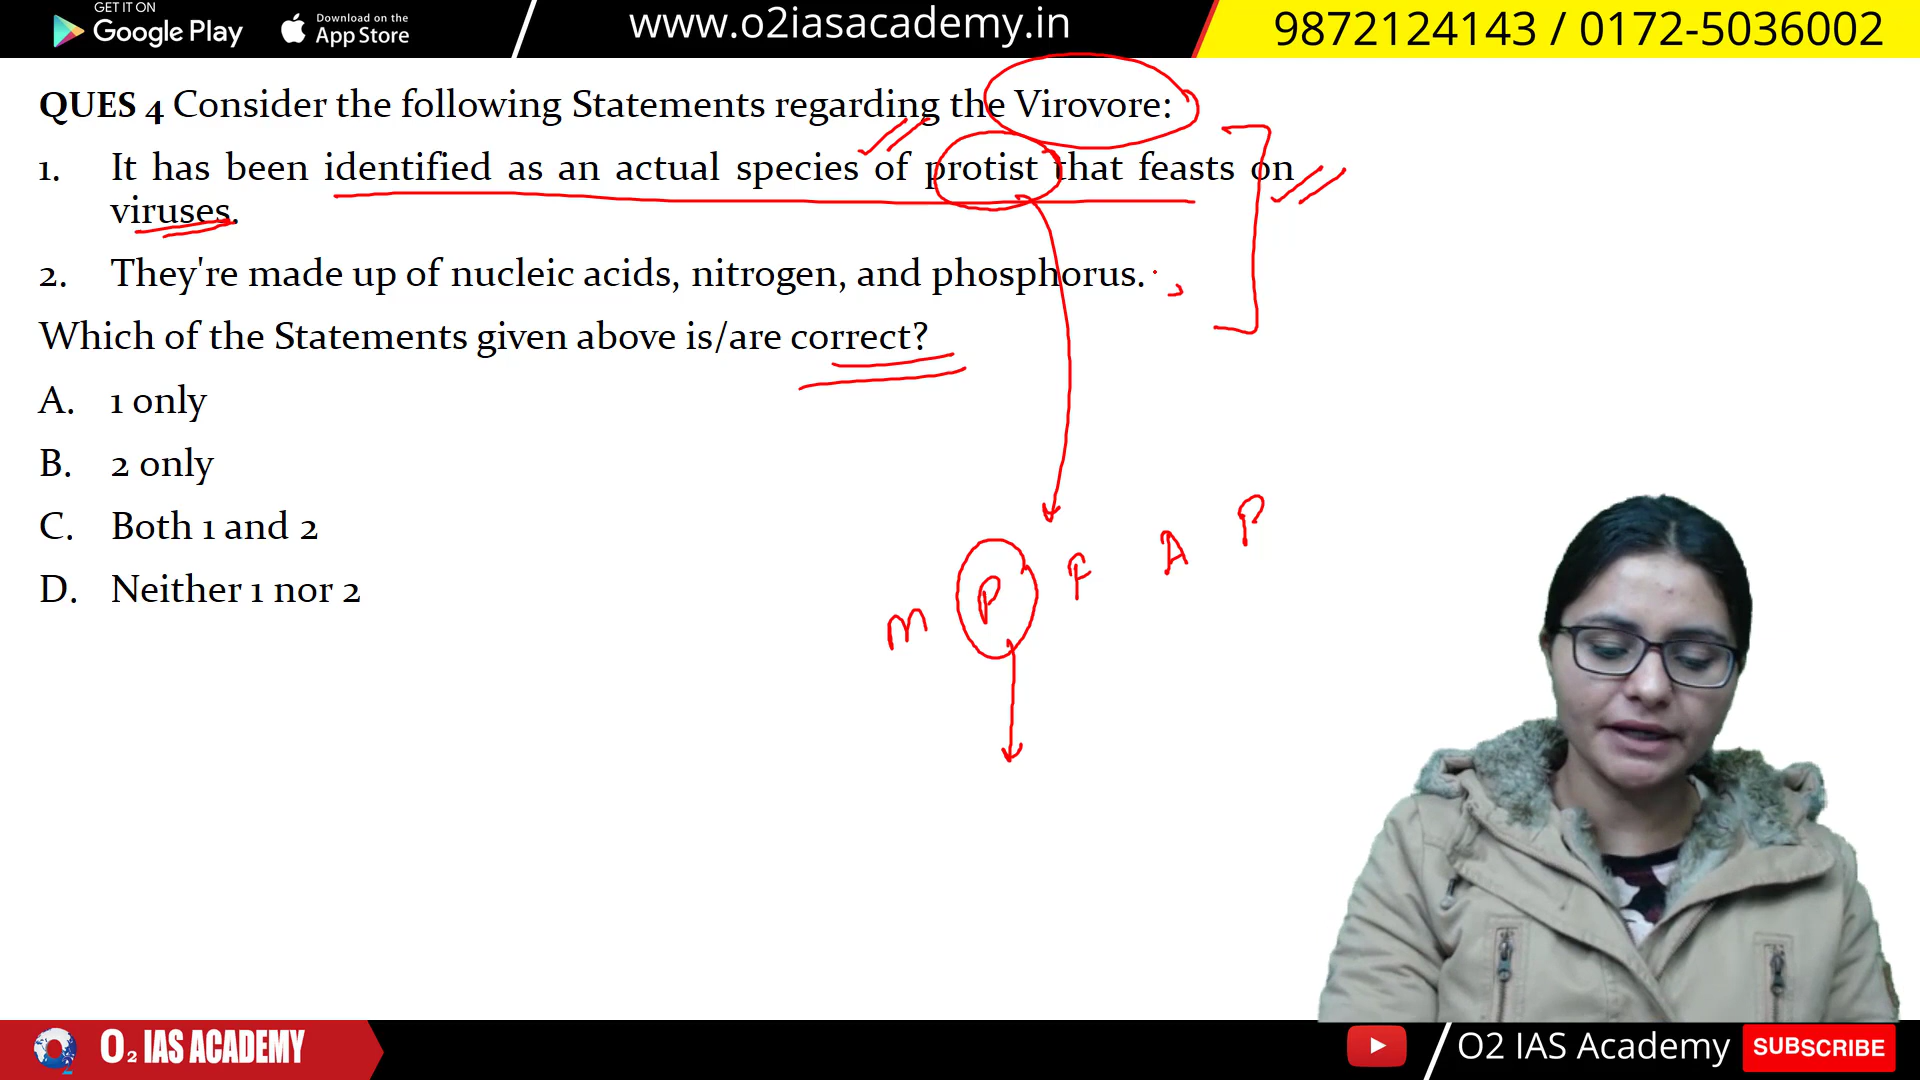 GET IT ON
Google Play
Download on the
App Store
www.o2iasacademy.in
9872124143 / 0172-5036002
QUES 4 Consider the following Statements regarding the Virovore:
1. It has been identified as an actual species of protist that feasts on
viruses.
2. They're made up of nucleic acids, nitrogen, and phosphorus.
Which of the Statements given above is/are correct?
A. 1 only
B. 2 only
C. Both 1 and 2
D. Neither 1 nor 2
M P F A P
O2 IAS ACADEMY
O2 IAS Academy
SUBSCRIBE